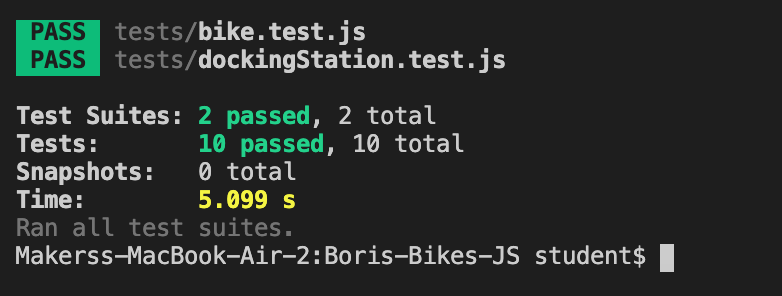 PASS tests/bike.test.js
PASS tests/dockingStation.test.js
Test Suites: 2 passed, 2 total
Tests: 10 passed, 10 total
Snapshots: 0 total
Time: 5.099 s
Ran all test suites.
Makerss-MacBook-Air-2:Boris-Bikes-JS student$